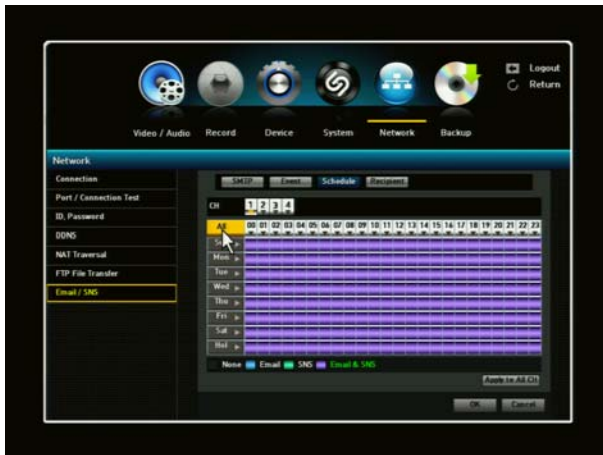 Logout
Return
Video / Audio Record Device System Network Backup
Network
Connection
Port / Connection Test
ID, Password
DDNS
NAT Traversal
FTP File Transfer
Email / SNS
SMTP Event Schedule Recipient
CH 1 2 3 4
All 00 01 02 03 04 05 06 07 08 09 10 11 12 13 14 15 16 17 18 19 20 21 22 23
Sun
Mon
Tue
Wed
Thu
Fri
Sat
Hol
None Email SNS Email & SNS
Apply to All CH
OK Cancel